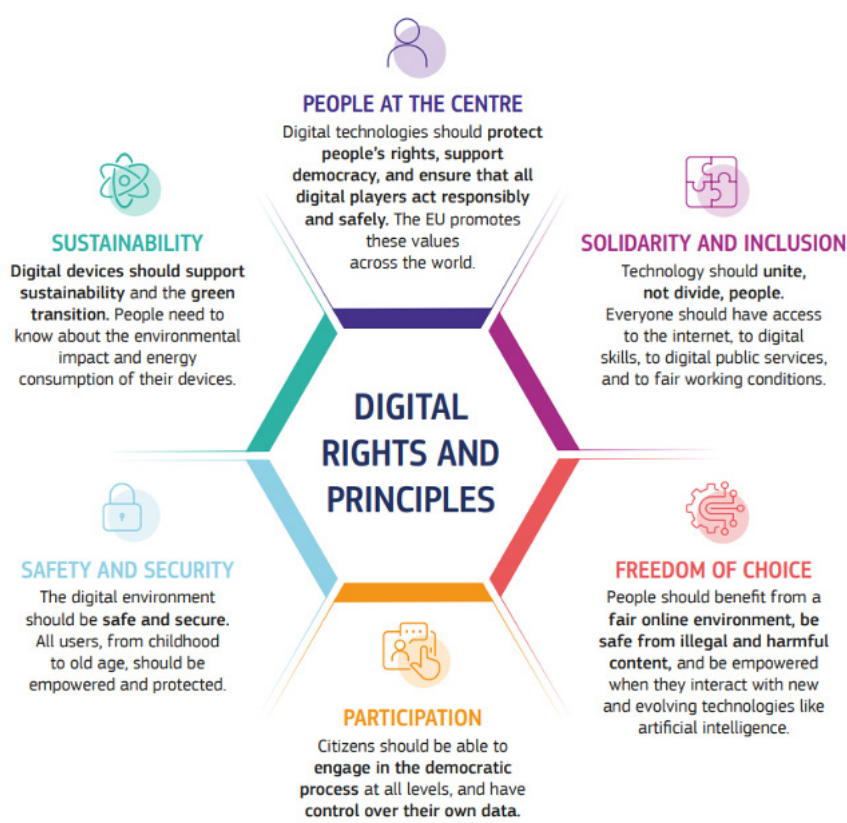 PEOPLE AT THE CENTRE
Digital technologies should protect
people's rights, support
democracy, and ensure that all
digital players act responsibly
and safely. The EU promotes
these values
across the world.
SUSTAINABILITY
Digital devices should support
sustainability and the green
transition. People need to
know about the environmental
impact and energy
consumption of their devices.
SOLIDARITY AND INCLUSION
Technology should unite,
not divide, people.
Everyone should have access
to the internet, to digital
skills, to digital public services,
and to fair working conditions.
DIGITAL
RIGHTS AND
PRINCIPLES
SAFETY AND SECURITY
The digital environment
should be safe and secure.
All users, from childhood
to old age, should be
empowered and protected.
FREEDOM OF CHOICE
People should benefit from a
fair online environment, be
safe from illegal and harmful
content, and be empowered
when they interact with new
and evolving technologies like
artificial intelligence.
PARTICIPATION
Citizens should be able to
engage in the democratic
process at all levels, and have
control over their own data.